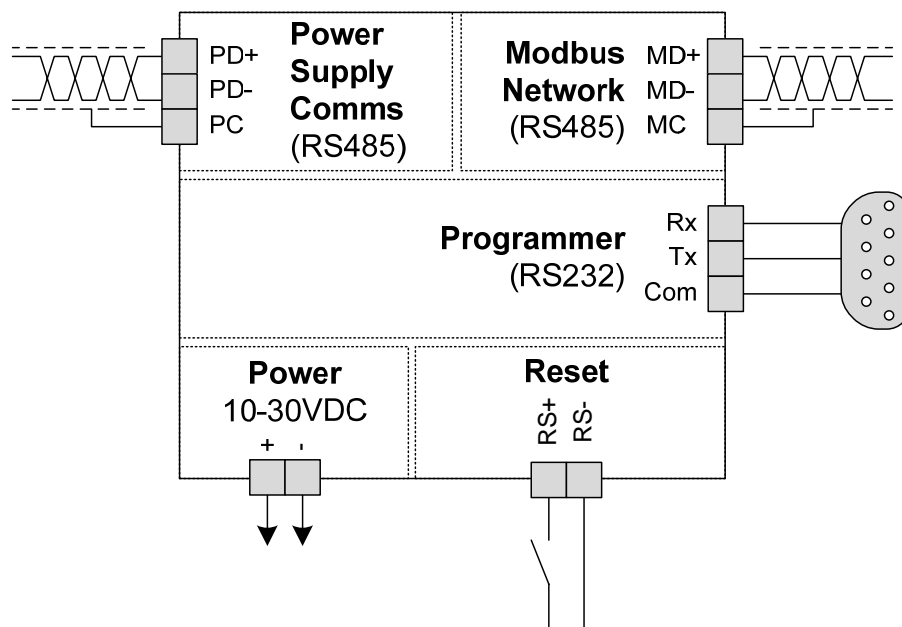 PD+
PD-
PC
Power
Supply
Comms
(RS485)
Modbus
Network
(RS485)
MD+
MD-
MC
Programmer
(RS232)
Rx
Tx
Com
Power
10-30VDC
+
-
Reset
RS+
RS-